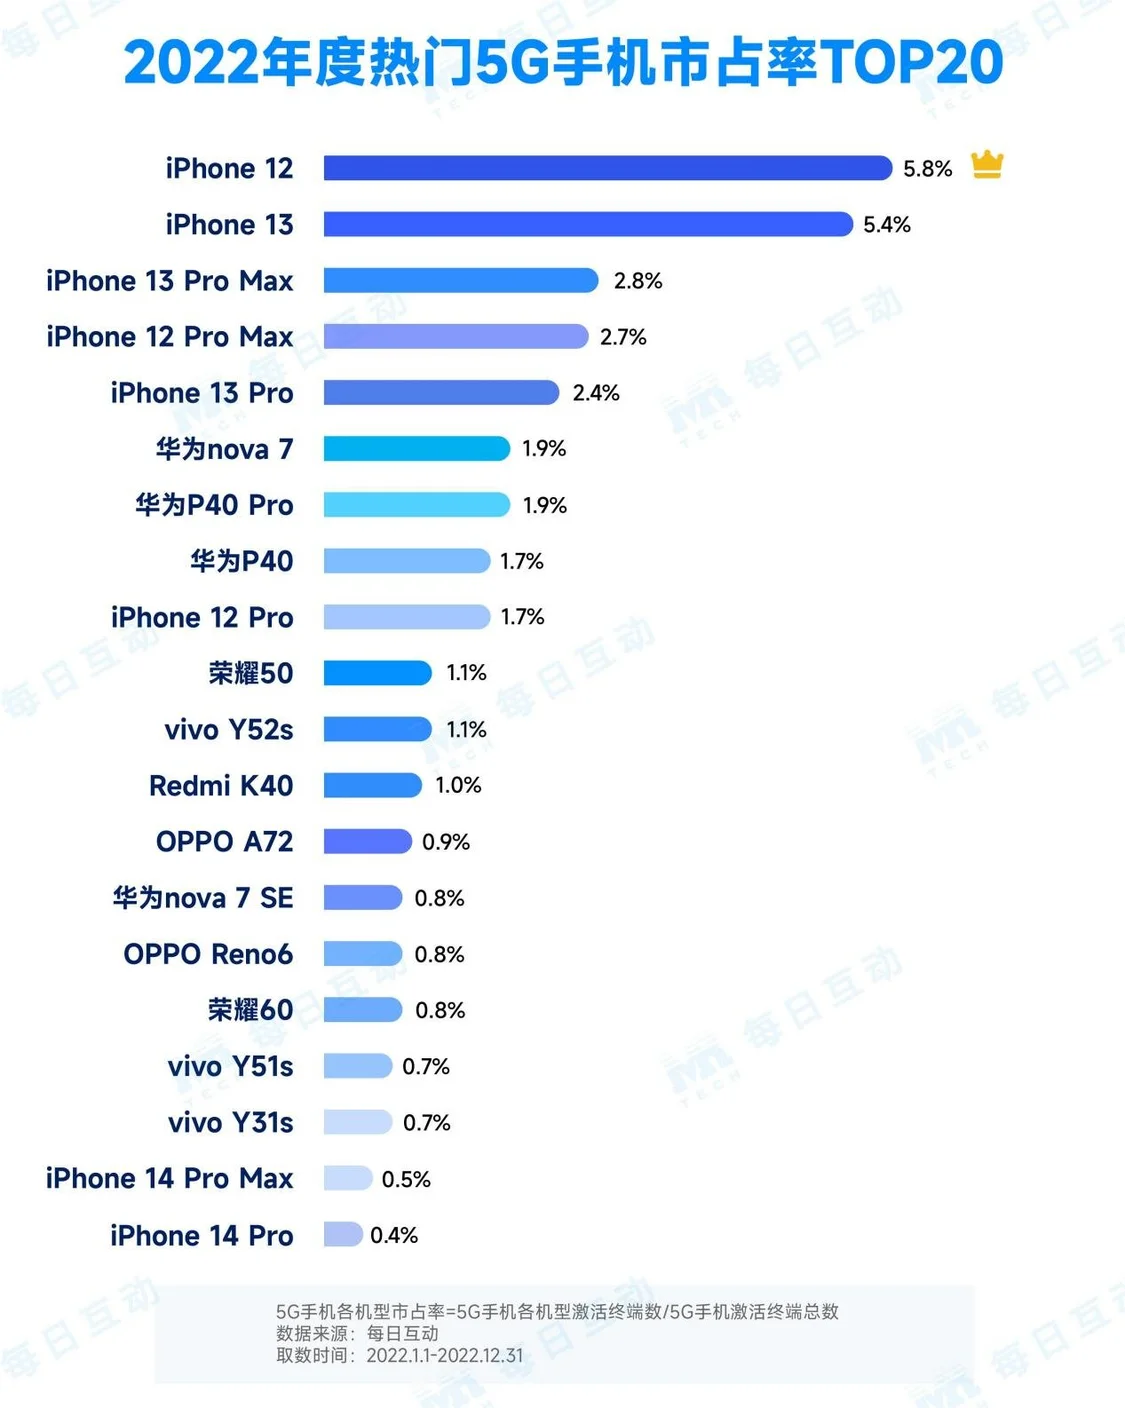 2022年度热门5G手机市占率TOP20
iPhone 12 5.8%
iPhone 13 5.4%
iPhone 13 Pro Max 2.8%
iPhone 12 Pro Max 2.7%
iPhone 13 Pro 2.4%
华为nova 7 1.9%
华为P40 Pro 1.9%
华为P40 1.7%
iPhone 12 Pro 1.7%
荣耀50 1.1%
vivo Y52s 1.1%
Redmi K40 1.0%
OPPO A72 0.9%
华为nova 7 SE 0.8%
OPPO Reno6 0.8%
荣耀60 0.8%
vivo Y51s 0.7%
vivo Y31s 0.7%
iPhone 14 Pro Max 0.5%
iPhone 14 Pro 0.4%
5G手机各机型市占率=5G手机各机型激活终端数/5G手机激活终端总数
数据来源：每日互动
取数时间：2022.1.1-2022.12.31
每日互动
TECH